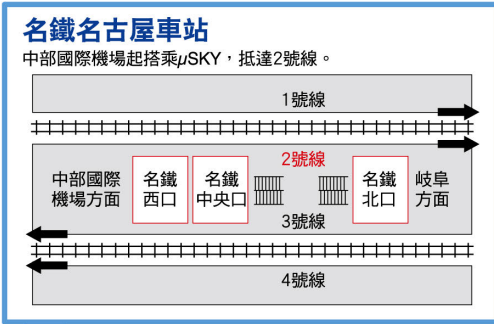 名鐵名古屋車站
中部國際機場起搭乘μSKY，抵達2號線。
1號線
2號線
中部國際
機場方面
名鐵
西口
名鐵
中央口
名鐵
北口
岐阜
方面
3號線
4號線